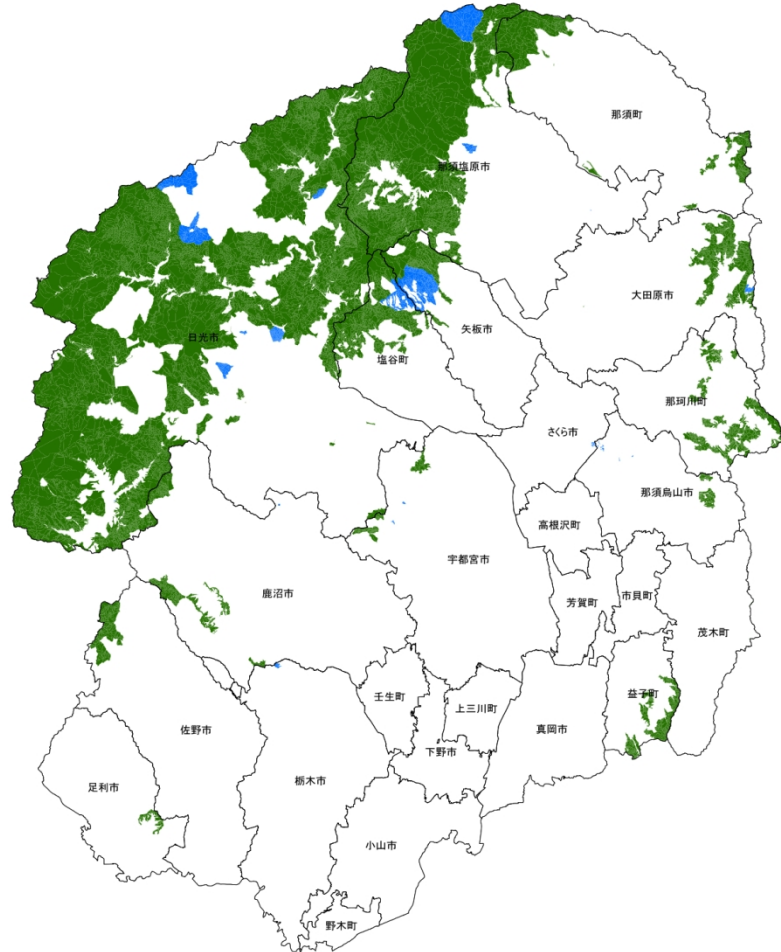 那須町
那須塩原市
大田原市
矢板市
日光市
塩谷町
那珂川町
さくら市
那須烏山市
高根沢町
宇都宮市
鹿沼市
芳賀町
市貝町
茂木町
壬生町
上三川町
益子町
佐野市
真岡市
下野市
栃木市
足利市
小山市
野木町